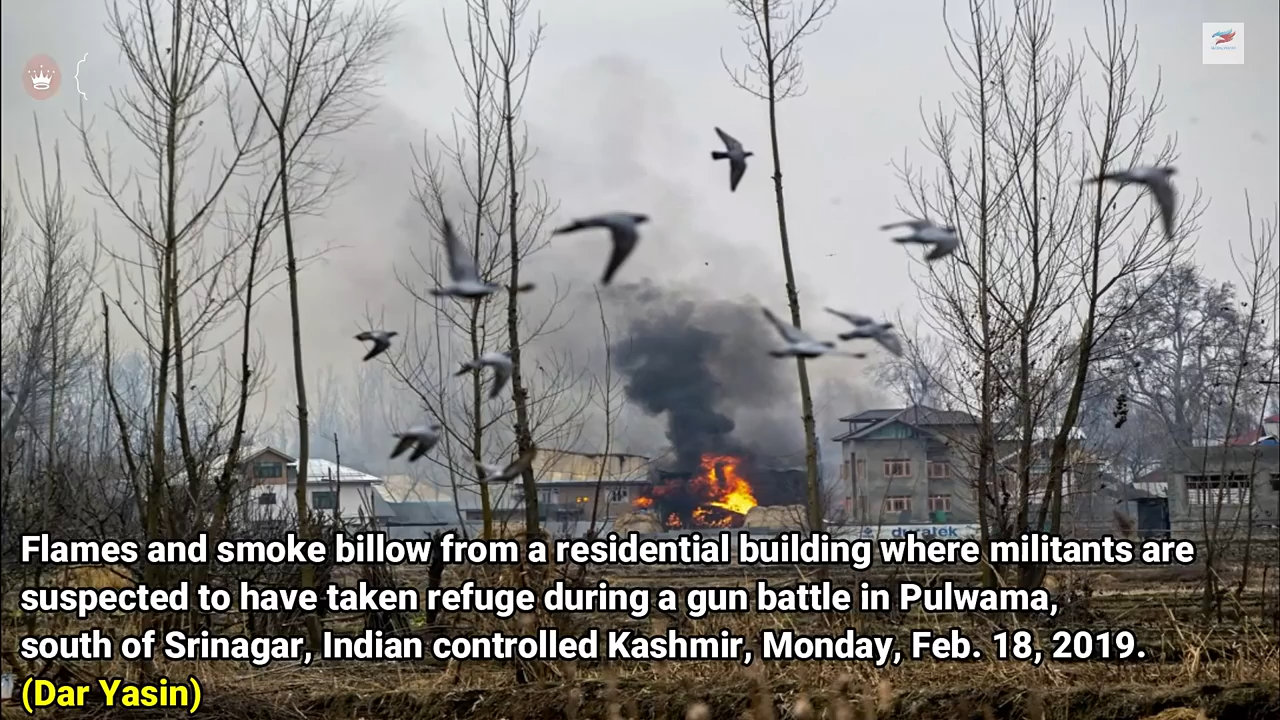 Flames and smoke billow from a residential building where militants are
suspected to have taken refuge during a gun battle in Pulwama,
south of Srinagar, Indian controlled Kashmir, Monday, Feb. 18, 2019.
(Dar Yasin)
duratek